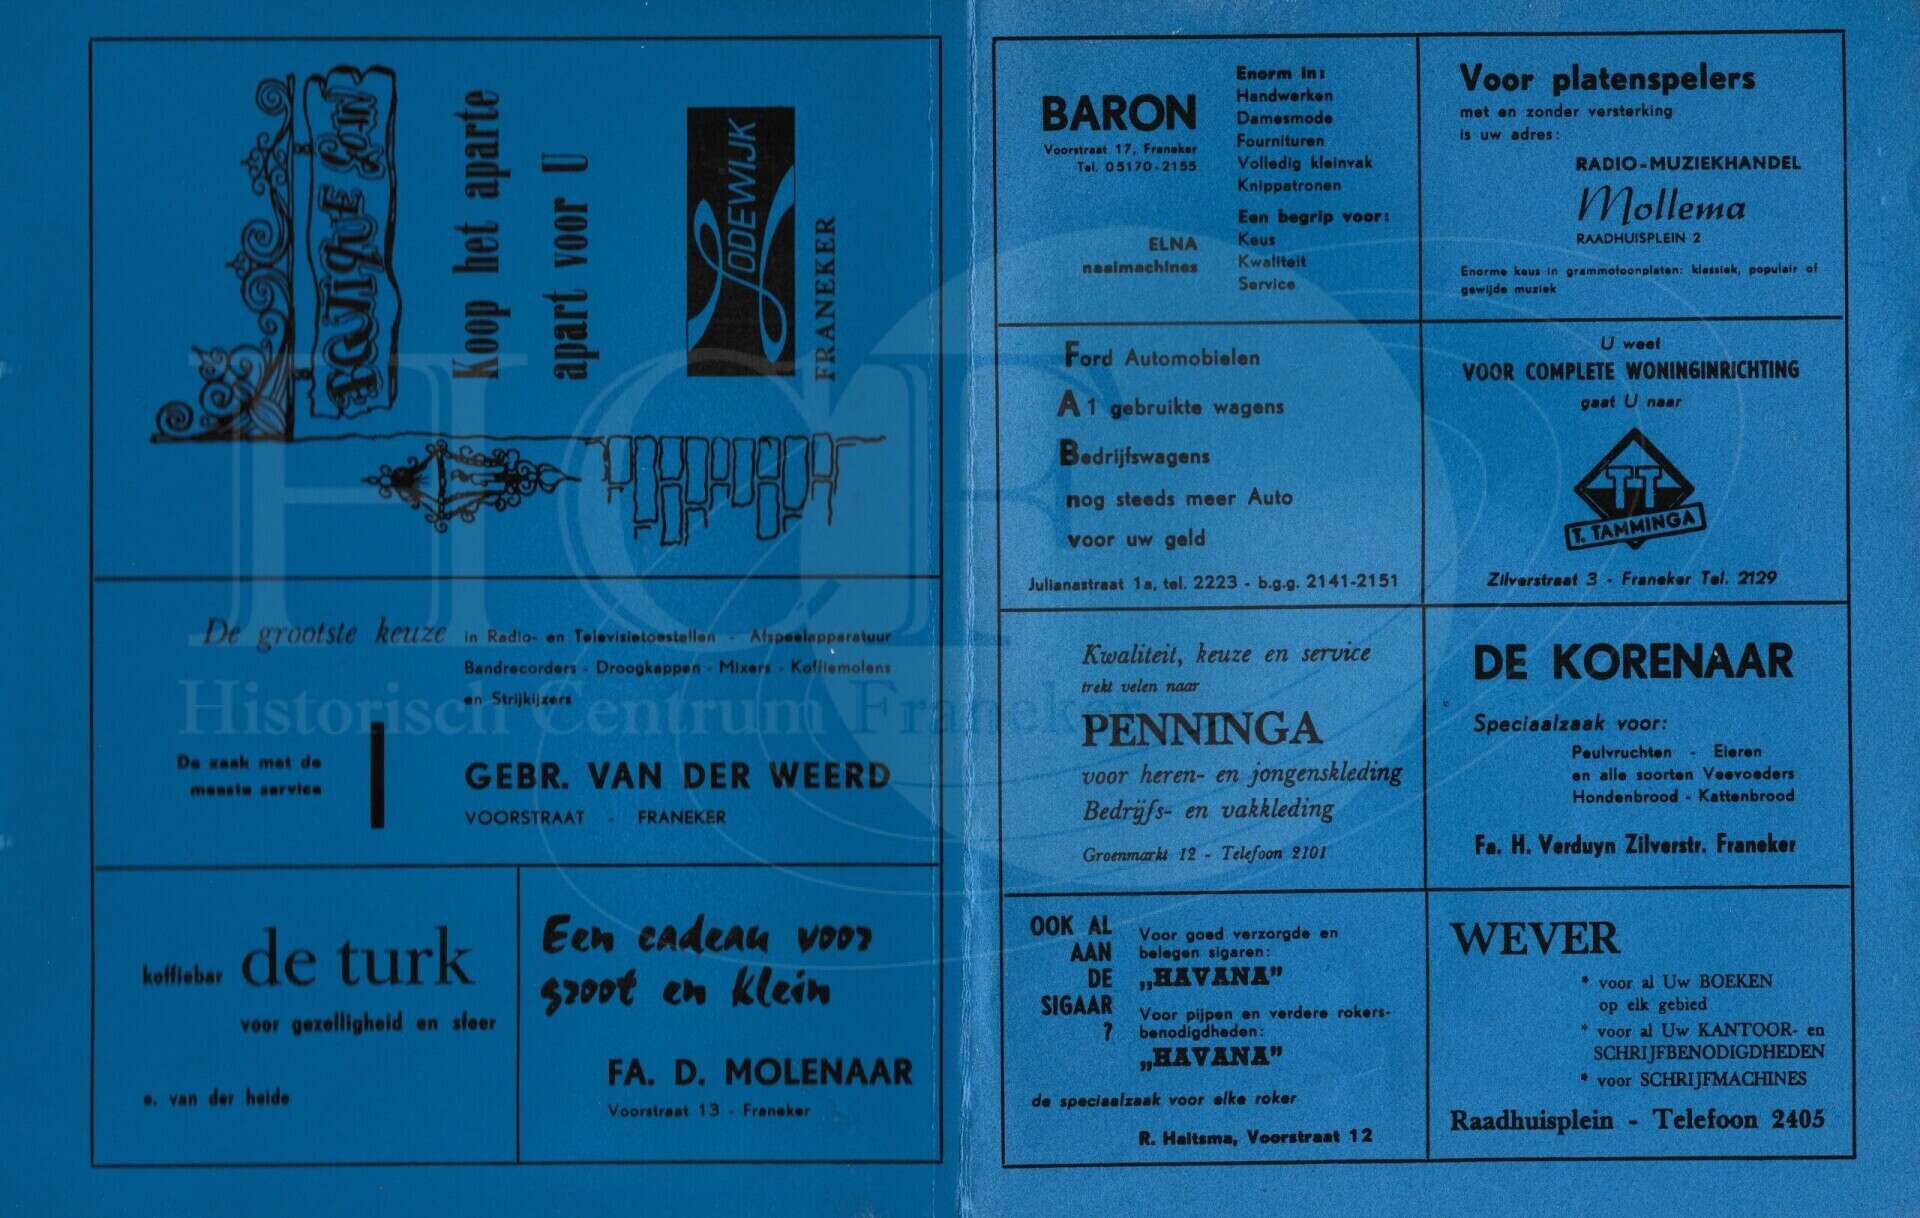 BOUTIQUE
Koop het aparte
apart voor U
LODEWIJK
FRANEKER
De grootste keuze in Radio- en Televisietoestellen - Afspeelapparatuur
Bandrecorders - Droogkappen - Mixers - Koffiemolens
en Strijkijzers
De zaak met de
meeste service
GEBR. VAN DER WEERD
VOORSTRAAT - FRANEKER
koffiebar de turk
voor gezelligheid en sfeer
e. van der heide
Een cadeau voor
groot en klein
FA. D. MOLENAAR
Voorstraat 13 - Franeker
BARON
Voorstraat 17, Franeker
Tel. 05170-2155
ELNA
naaimachines
Enorm in:
Handwerken
Damesmode
Fournituren
Volledig kleinvak
Knippatronen
Een begrip voor:
Keus
Kwaliteit
Service
Voor platenspelers
met en zonder versterking
is uw adres:
RADIO-MUZIEKHANDEL
Mollema
RAADHUISPLEIN 2
Enorme keus in grammofoonplaten: klassiek, populair of
gewijde muziek
Ford Automobielen
A 1 gebruikte wagens
Bedrijfswagens
nog steeds meer Auto
voor uw geld
Julianastraat 1a, tel. 2223 - b.g.g. 2141-2151
U weet
VOOR COMPLETE WONINGINRICHTING
gaat U naar
TT
T. TAMMINGA
Zilverstraat 3 - Franeker Tel. 2129
Kwaliteit, keuze en service
trekt velen naar
PENNINGA
voor heren- en jongenskleding
Bedrijfs- en vakkleding
Groenmarkt 12 - Telefoon 2101
DE KORENAAR
Speciaalzaak voor:
Peulvruchten - Eieren
en alle soorten Veevoeders
Hondenbrood - Kattenbrood
Fa. H. Verduyn Zilverstr. Franeker
OOK AL
AAN
DE
SIGAAR
?
Voor goed verzorgde en
belegen sigaren:
„HAVANA”
Voor pijpen en verdere rokers-
benodigdheden:
„HAVANA”
de speciaalzaak voor elke roker
R. Haitsma, Voorstraat 12
WEVER
* voor al Uw BOEKEN
op elk gebied
* voor al Uw KANTOOR- en
SCHRIJFBENODIGDHEDEN
* voor SCHRIJFMACHINES
Raadhuisplein - Telefoon 2405
HCF
Historisch Centrum Franeker